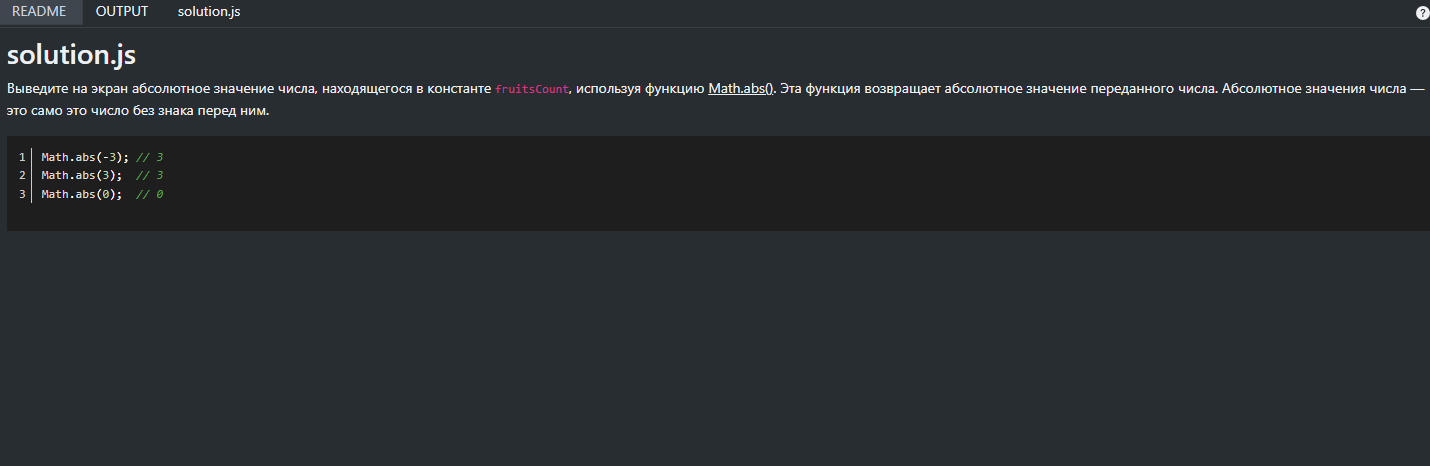 README OUTPUT solution.js ?
solution.js
Выведите на экран абсолютное значение числа, находящегося в константе fruitsCount, используя функцию Math.abs(). Эта функция возвращает абсолютное значение переданного числа. Абсолютное значения числа —
это само это число без знака перед ним.
1 Math.abs(-3); // 3
2 Math.abs(3); // 3
3 Math.abs(0); // 0